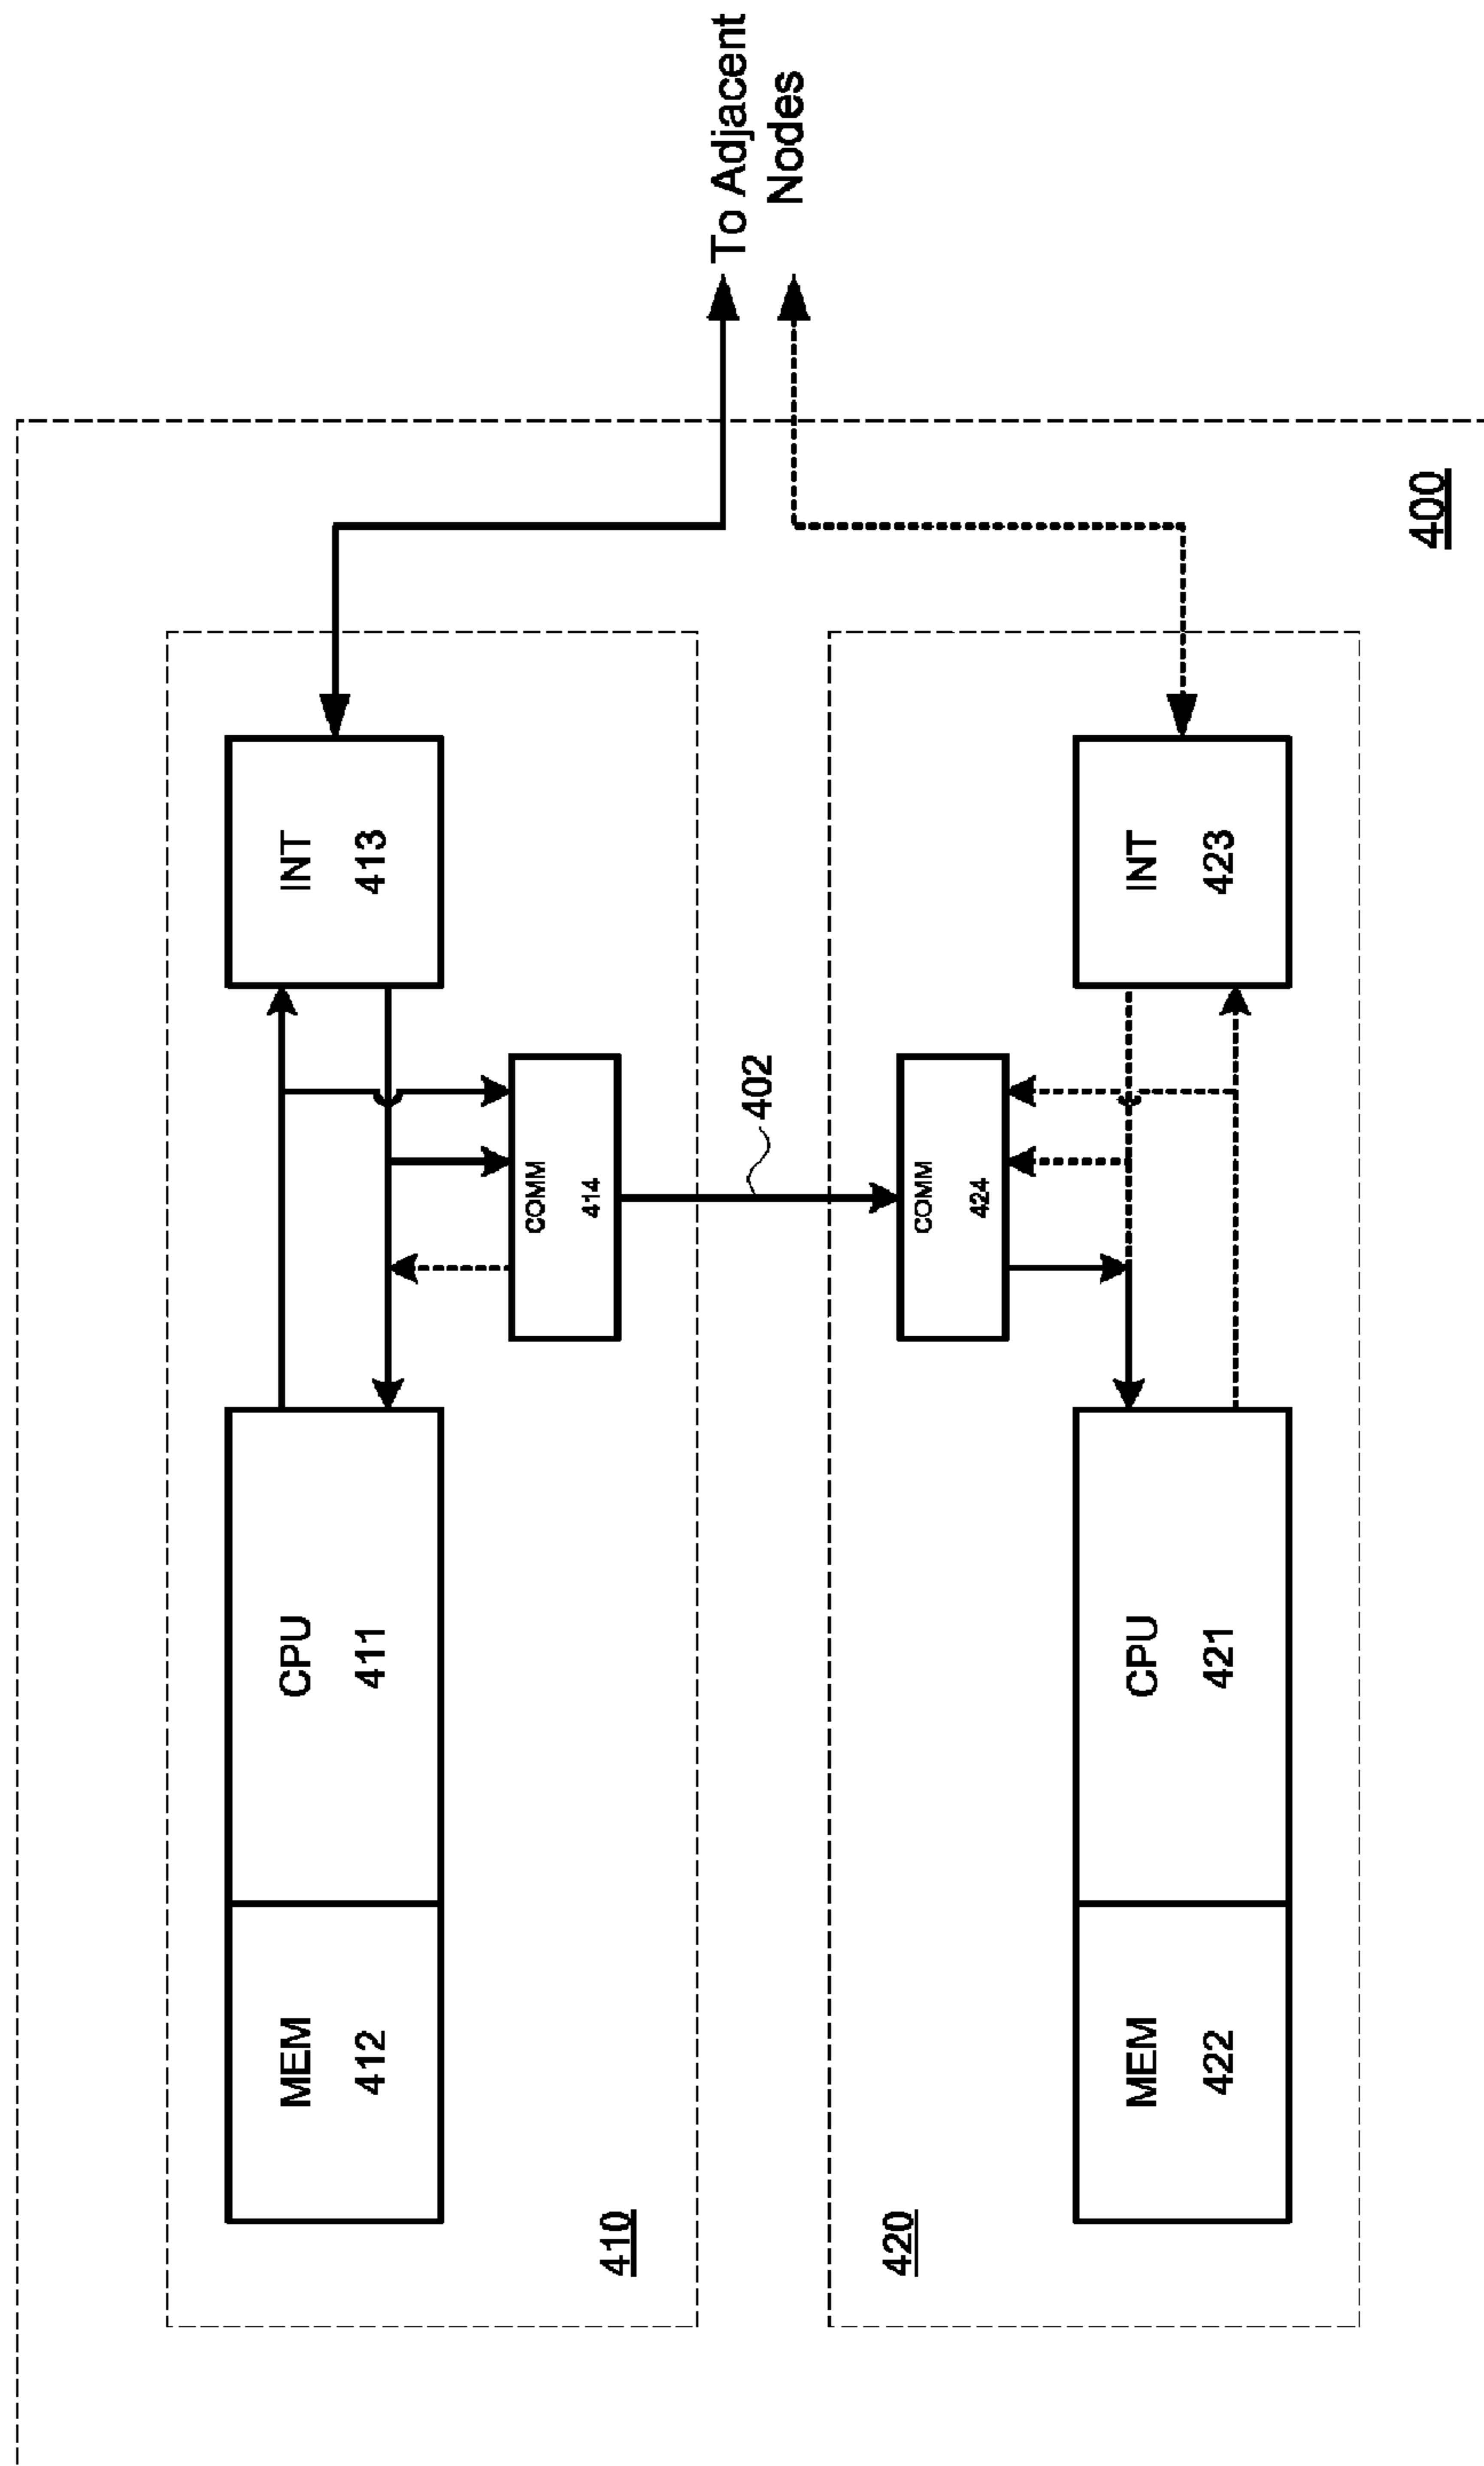 MEM
412
CPU
411
INT
413
COMM
414
410
402
To Adjacent
Nodes
420
COMM
424
MEM
422
CPU
421
INT
423
400